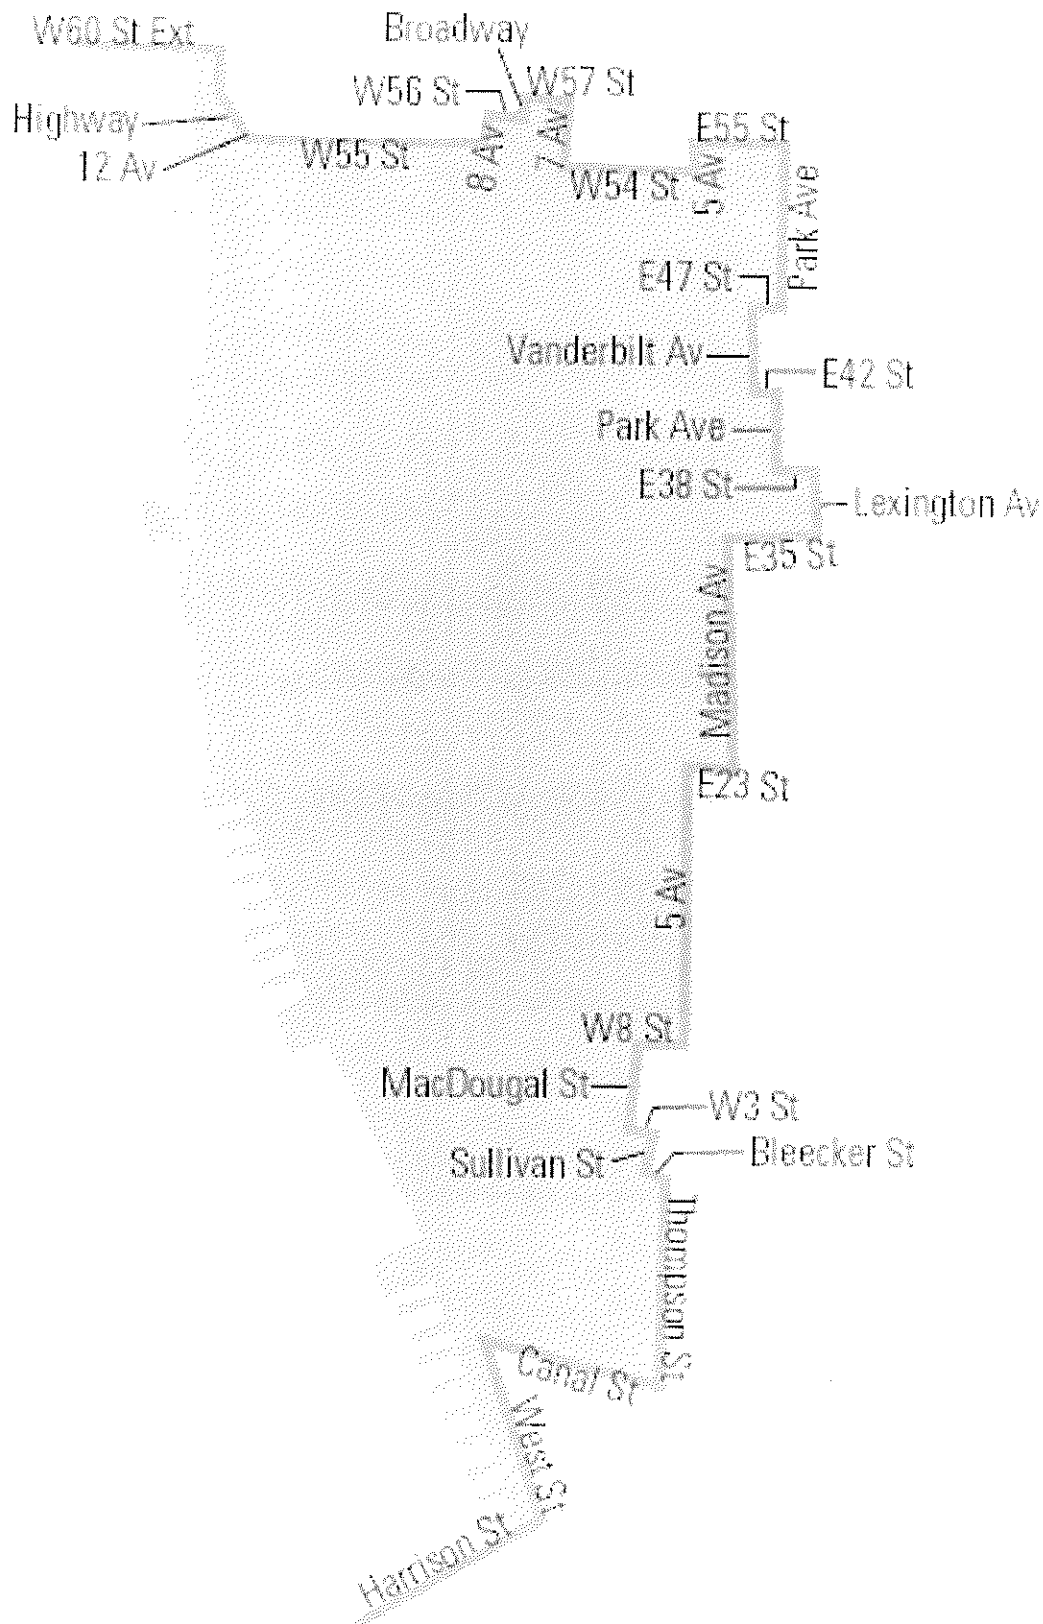 W60 St Ext
Broadway
W57 St
W56 St
Highway
12 Av
W55 St
8 Av
7 Av
E55 St
W54 St
5 Av
Park Ave
E47 St
Vanderbilt Av
E42 St
Park Ave
E38 St
Lexington Av
E35 St
Madison Av
E23 St
5 Av
W8 St
MacDougal St
W3 St
Sullivan St
Bleecker St
Thompson St
Canal St
West St
Harrison St